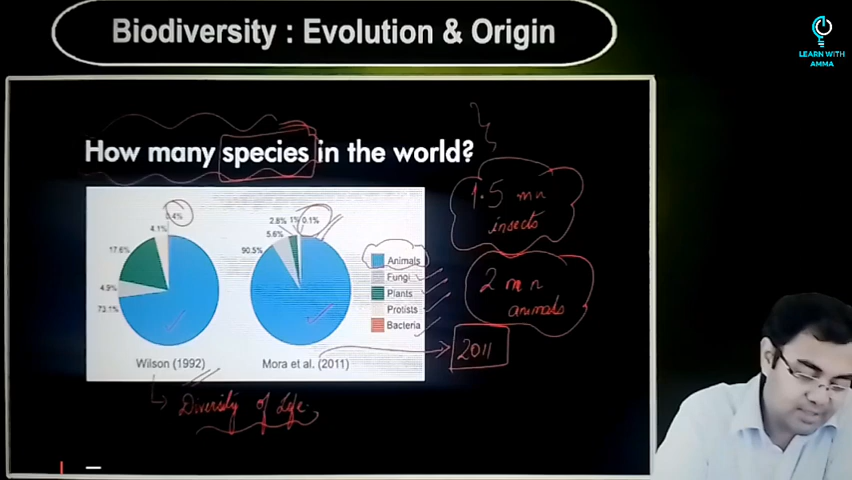 Biodiversity : Evolution & Origin
LEARN WITH
AMMA
How many species in the world?
1.5 mn
insects
2 mn
animals
2011
0.4%
4.1%
17.6%
4.9%
73.1%
2.8% 1% 0.1%
5.6%
90.5%
Animals
Fungi
Plants
Protists
Bacteria
Wilson (1992)
Mora et al. (2011)
Diversity of Life.